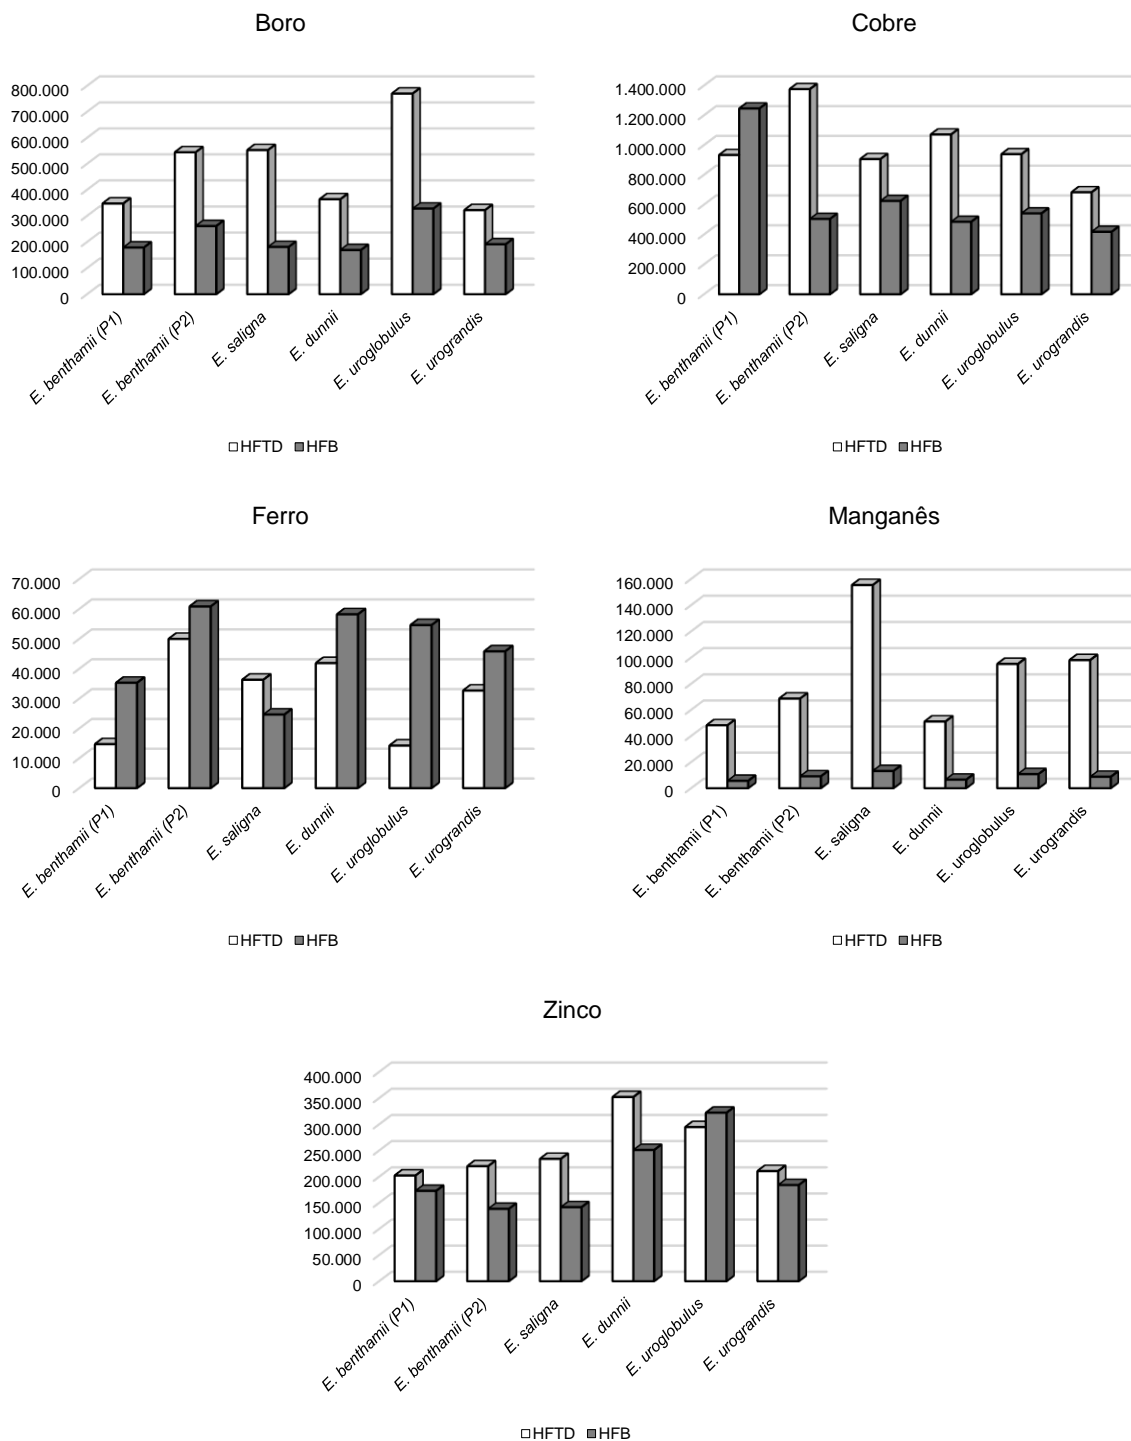 Boro
800.000
700.000
600.000
500.000
400.000
300.000
200.000
100.000
0
E. benthamii (P1)
E. benthamii (P2)
E. saligna
E. dunnii
E. uroglobulus
E. urograndis
HFTD HFB
Cobre
1.400.000
1.200.000
1.000.000
800.000
600.000
400.000
200.000
0
E. benthamii (P1)
E. benthamii (P2)
E. saligna
E. dunnii
E. uroglobulus
E. urograndis
HFTD HFB
Ferro
70.000
60.000
50.000
40.000
30.000
20.000
10.000
0
E. benthamii (P1)
E. benthamii (P2)
E. saligna
E. dunnii
E. uroglobulus
E. urograndis
HFTD HFB
Manganês
160.000
140.000
120.000
100.000
80.000
60.000
40.000
20.000
0
E. benthamii (P1)
E. benthamii (P2)
E. saligna
E. dunnii
E. uroglobulus
E. urograndis
HFTD HFB
Zinco
400.000
350.000
300.000
250.000
200.000
150.000
100.000
50.000
0
E. benthamii (P1)
E. benthamii (P2)
E. saligna
E. dunnii
E. uroglobulus
E. urograndis
HFTD HFB